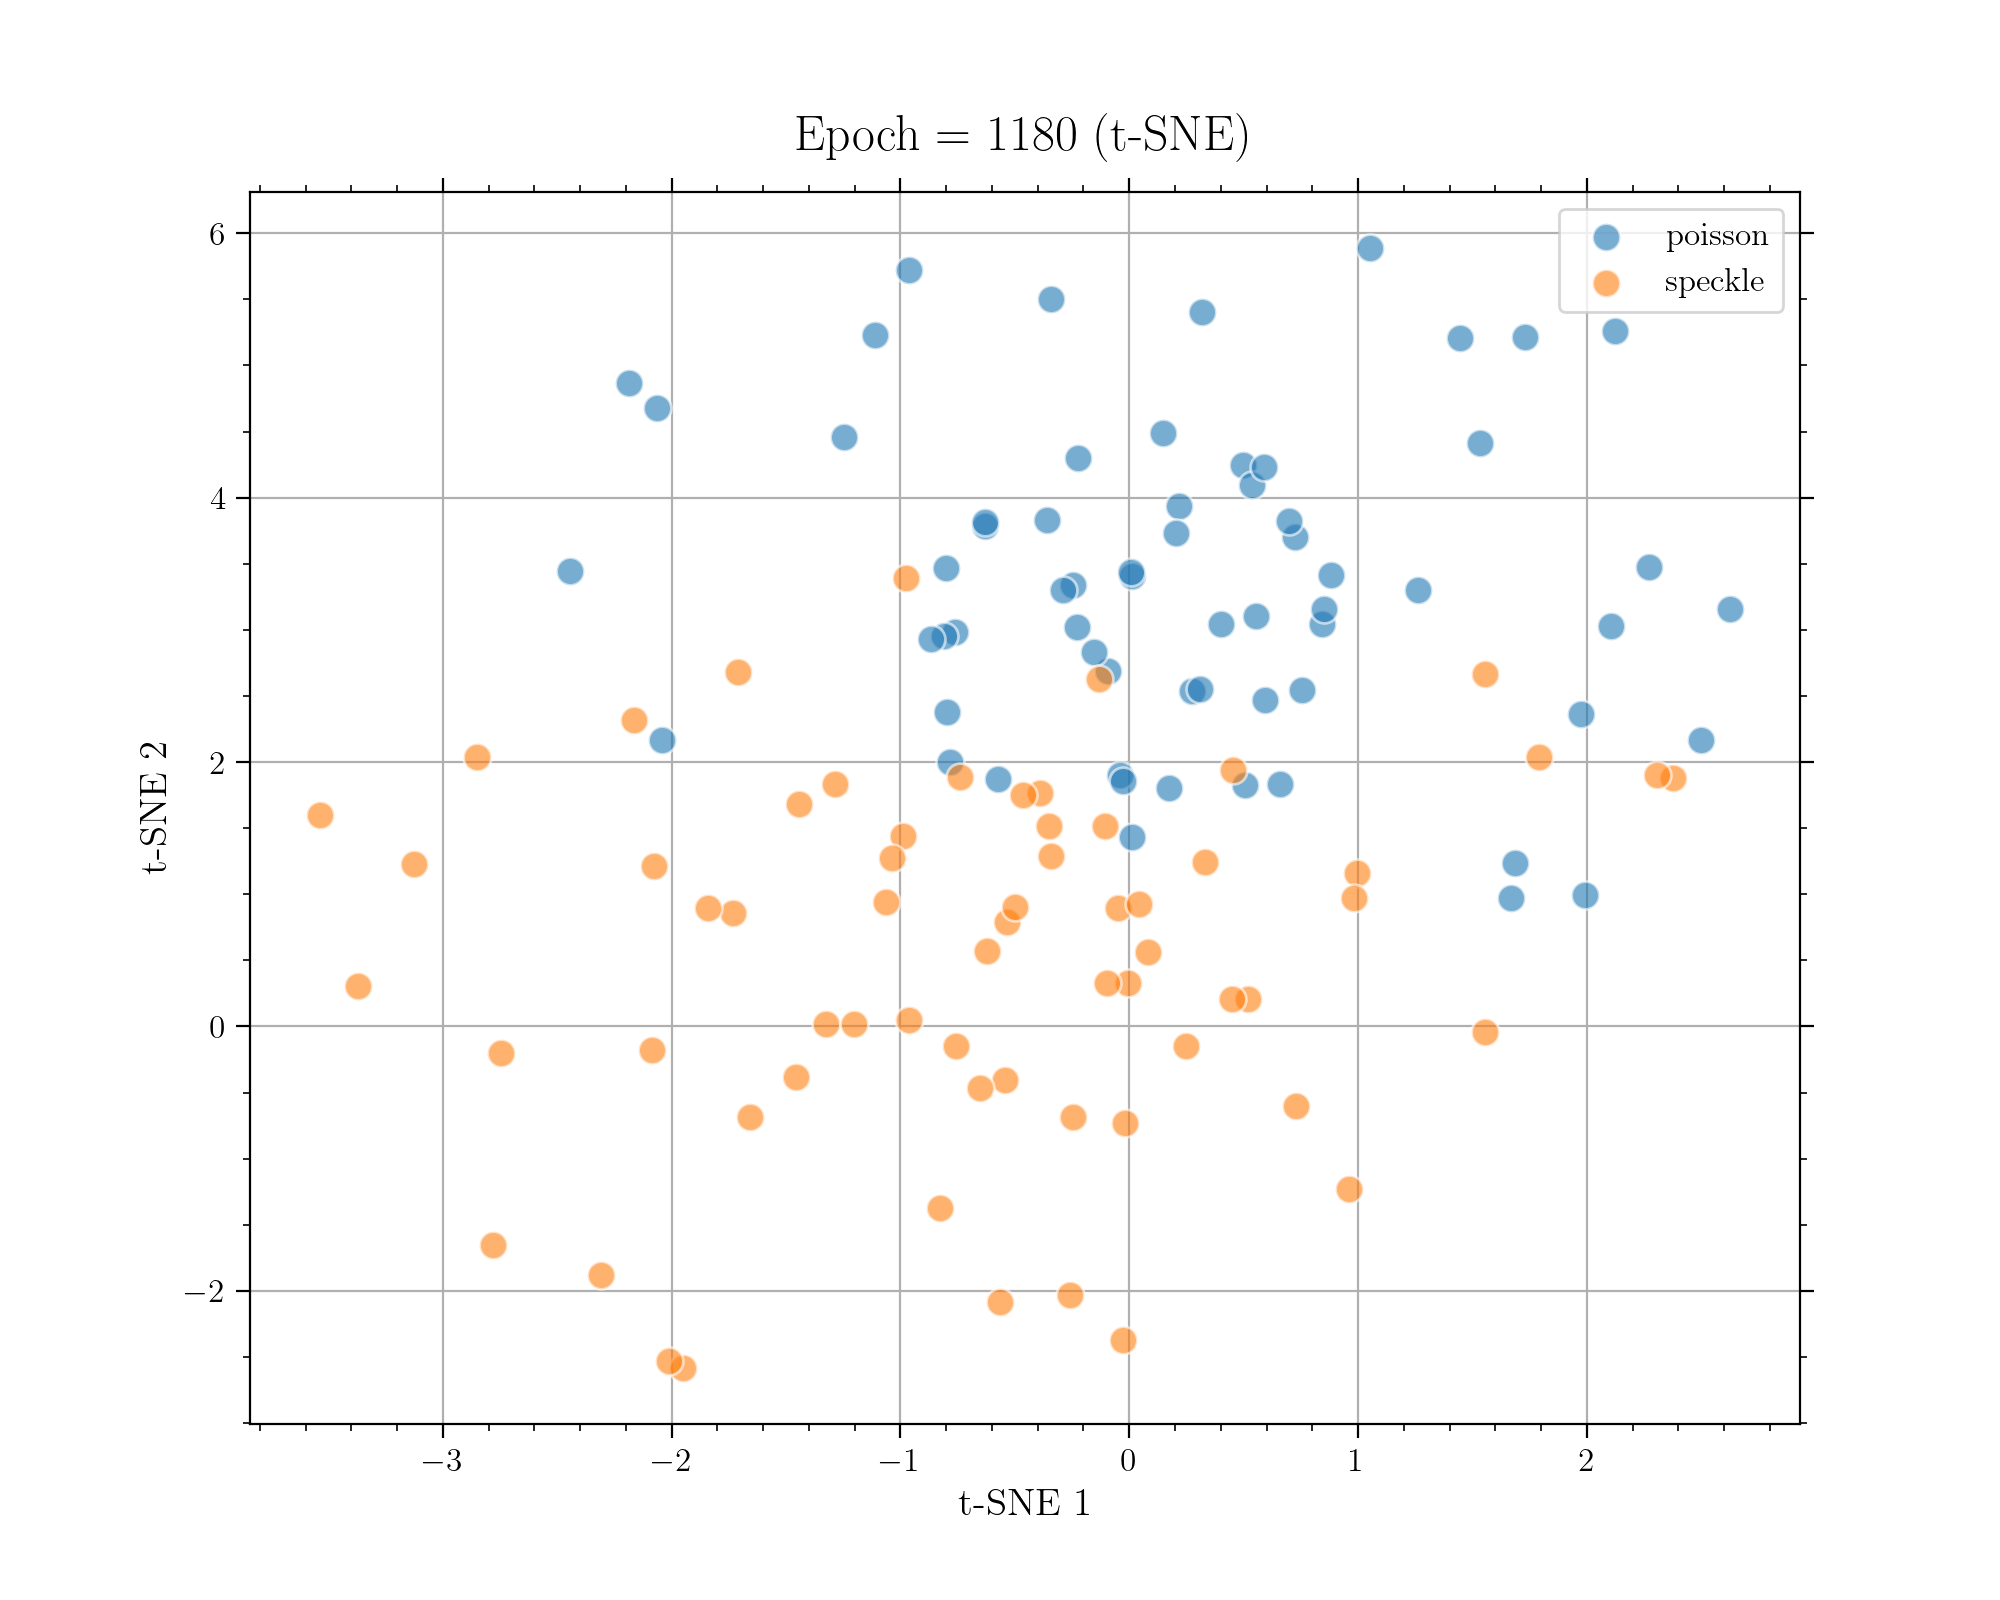 Epoch = 1180 (t-SNE)
poisson
speckle
6
4
2
0
−2
t-SNE 2
−3
−2
−1
0
1
2
t-SNE 1